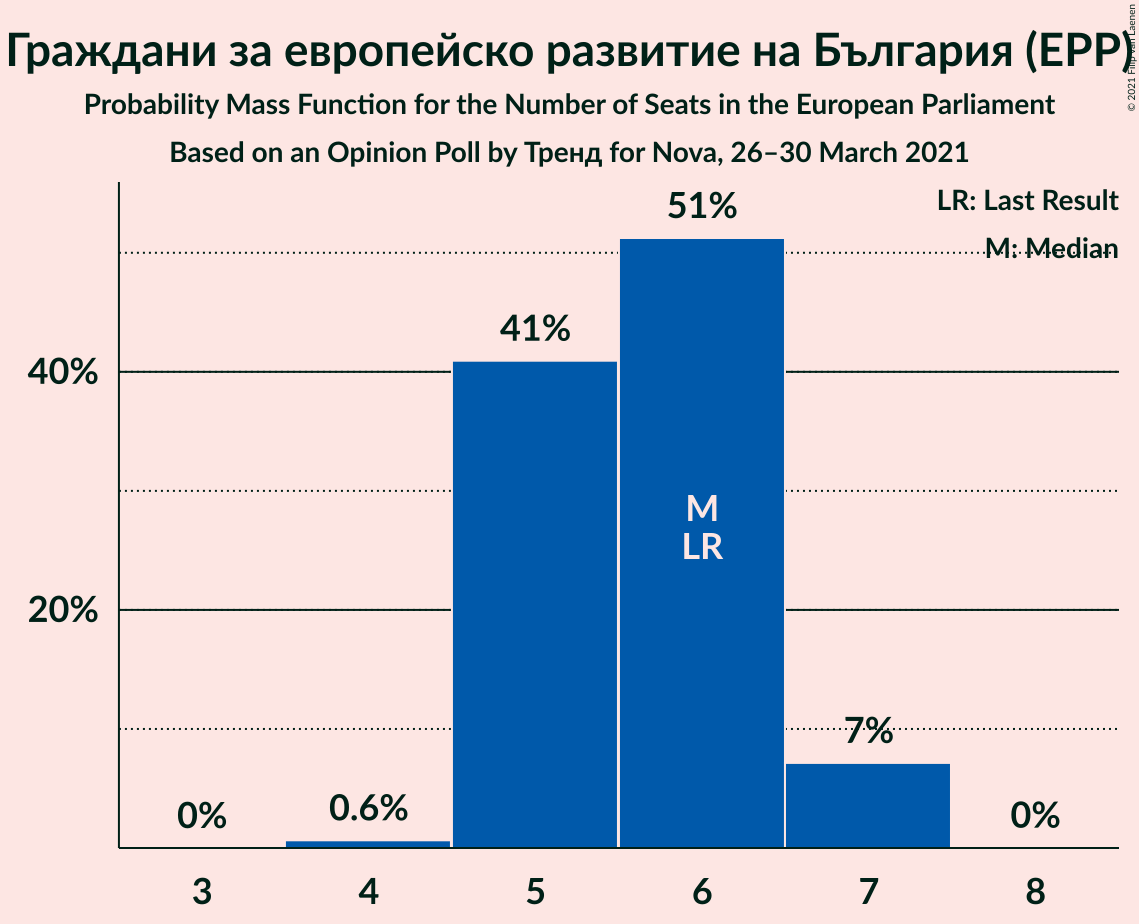 Граждани за европейско развитие на България (EPP)
© 2021 Filip van Laenen
Probability Mass Function for the Number of Seats in the European Parliament
Based on an Opinion Poll by Тренд for Nova, 26–30 March 2021
LR: Last Result
M: Median
51%
41%
40%
M
LR
20%
7%
0.6%
0%
0%
3 4 5 6 7 8